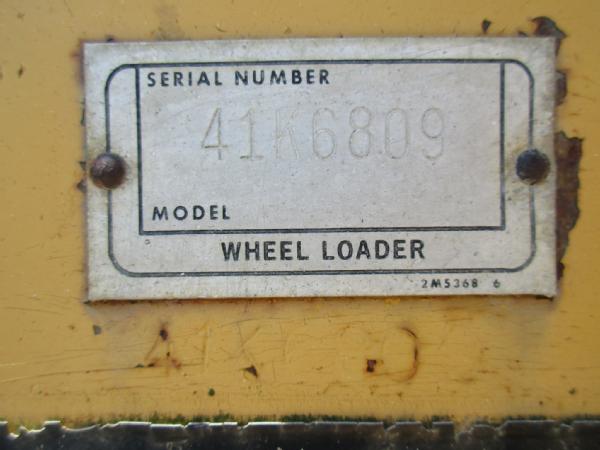 SERIAL NUMBER
41K6809
MODEL
WHEEL LOADER
2M5368 6